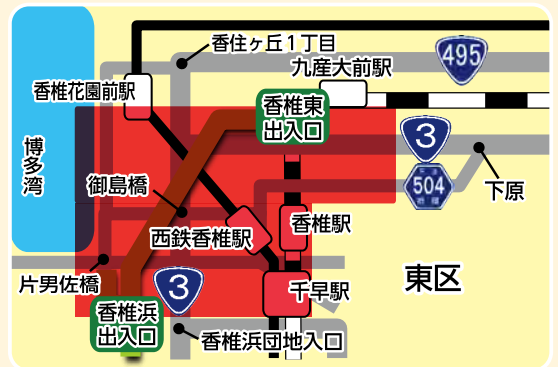 香住ヶ丘1丁目
495
九産大前駅
香椎花園前駅
香椎東
出入口
3
博多湾
御島橋
504
下原
西鉄香椎駅
香椎駅
東区
片男佐橋
3
千早駅
香椎浜
出入口
香椎浜団地入口